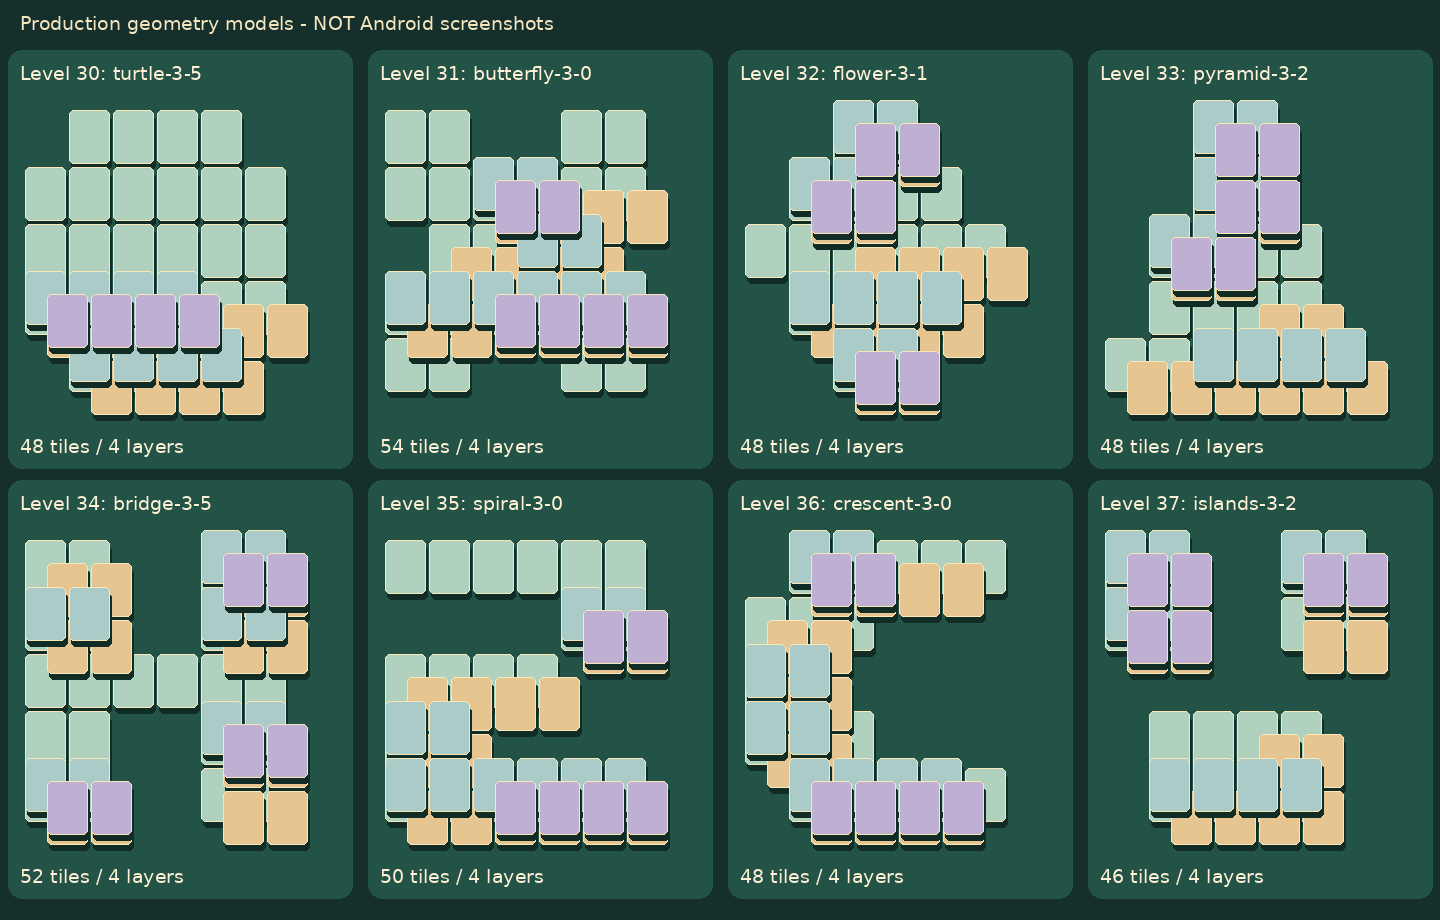 Production geometry models - NOT Android screenshots
Level 30: turtle-3-5
48 tiles / 4 layers
Level 31: butterfly-3-0
54 tiles / 4 layers
Level 32: flower-3-1
48 tiles / 4 layers
Level 33: pyramid-3-2
48 tiles / 4 layers
Level 34: bridge-3-5
52 tiles / 4 layers
Level 35: spiral-3-0
50 tiles / 4 layers
Level 36: crescent-3-0
48 tiles / 4 layers
Level 37: islands-3-2
46 tiles / 4 layers